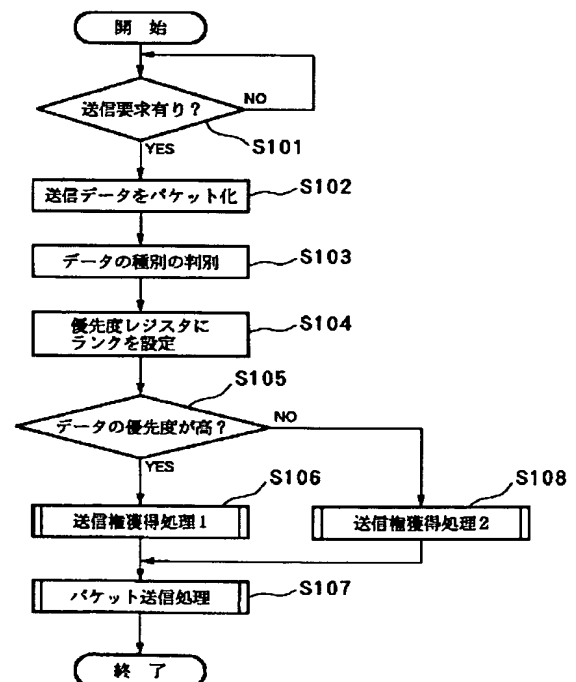 開 始
送信要求有り?
NO
YES
S101
送信データをパケット化
S102
データの種別の判別
S103
優先度レジスタに
ランクを設定
S104
S105
データの優先度が高?
NO
YES
S106
送信権獲得処理1
S108
送信権獲得処理2
パケット送信処理
S107
終 了